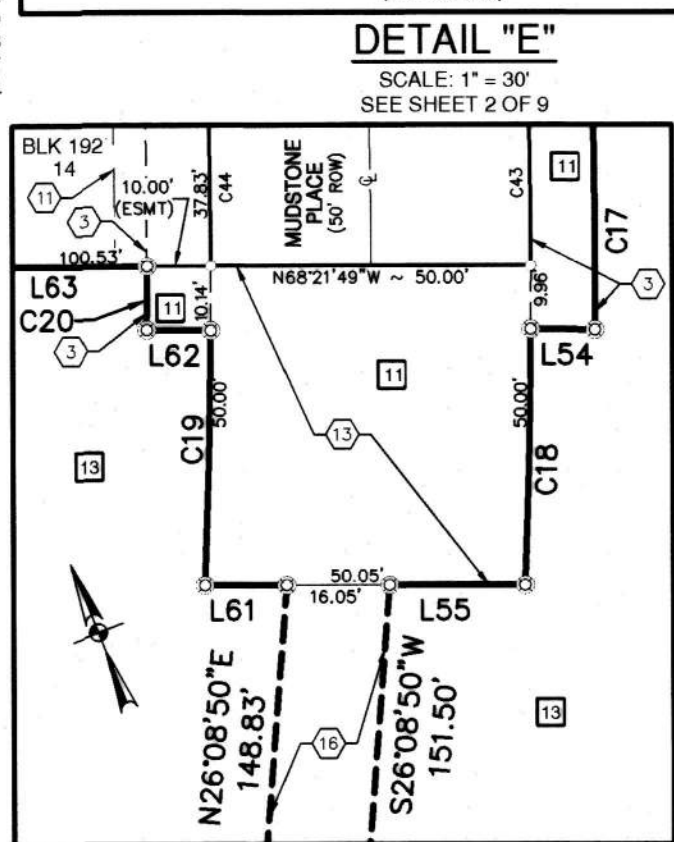 DETAIL "E"
SCALE: 1" = 30'
SEE SHEET 2 OF 9
BLK 192
14
11
10.00'
(ESMT)
3
37.83'
C44
MUDSTONE
PLACE
(50' ROW)
℄
C43
11
C17
100.53'
L63
N68°21'49"W ~ 50.00'
3
C20
11
10.14'
9.96'
3
L62
L54
11
C19
50.00'
13
50.00'
C18
13
50.05'
16.05'
L61
L55
N26°08'50"E
148.83'
16
S26°08'50"W
151.50'
13